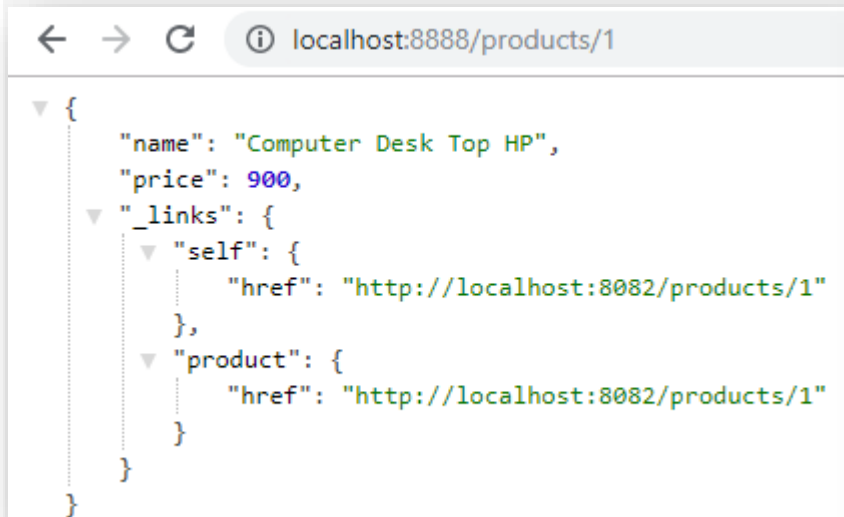 localhost:8888/products/1
{
"name": "Computer Desk Top HP",
"price": 900,
"_links": {
"self": {
"href": "http://localhost:8082/products/1"
},
"product": {
"href": "http://localhost:8082/products/1"
}
}
}